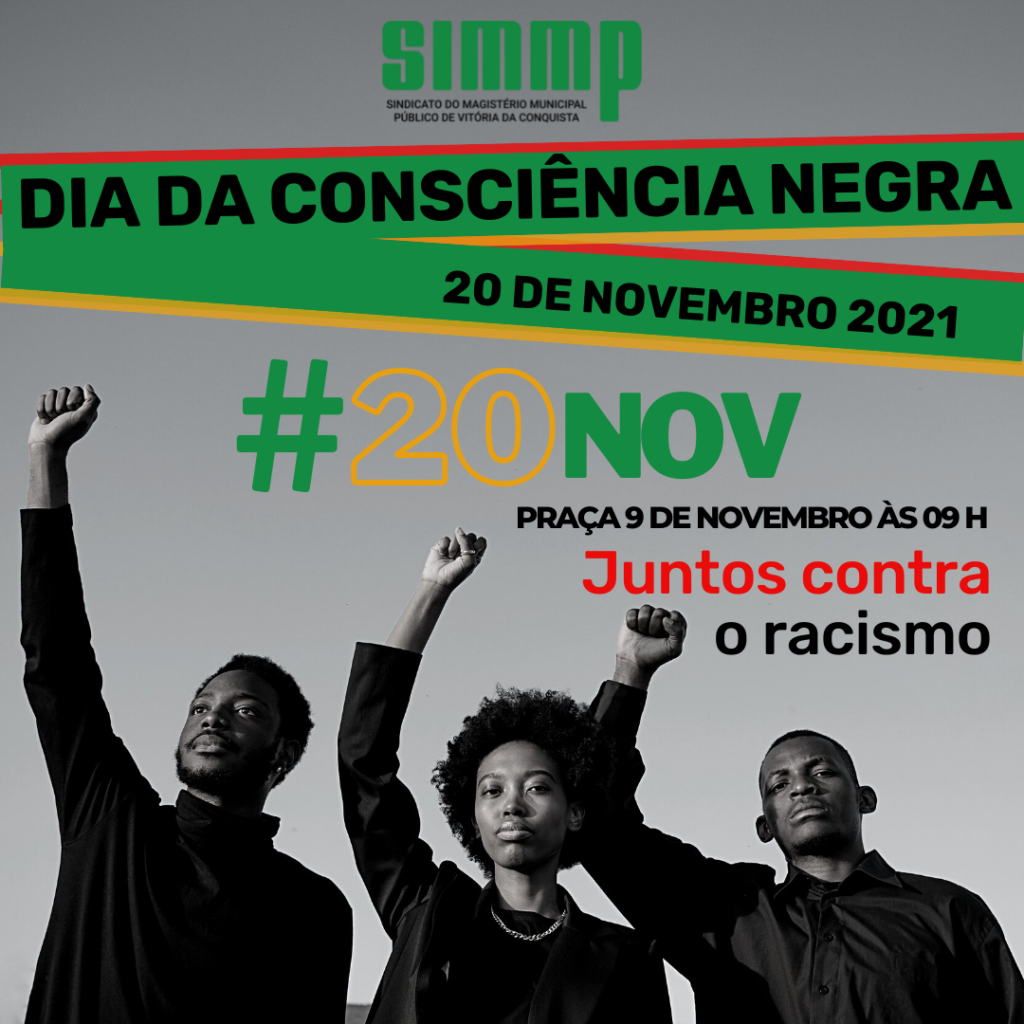 SIMMP
SINDICATO DO MAGISTÉRIO MUNICIPAL
PÚBLICO DE VITÓRIA DA CONQUISTA
DIA DA CONSCIÊNCIA NEGRA
20 DE NOVEMBRO 2021
#20NOV
PRAÇA 9 DE NOVEMBRO ÀS 09 H
Juntos contra
o racismo